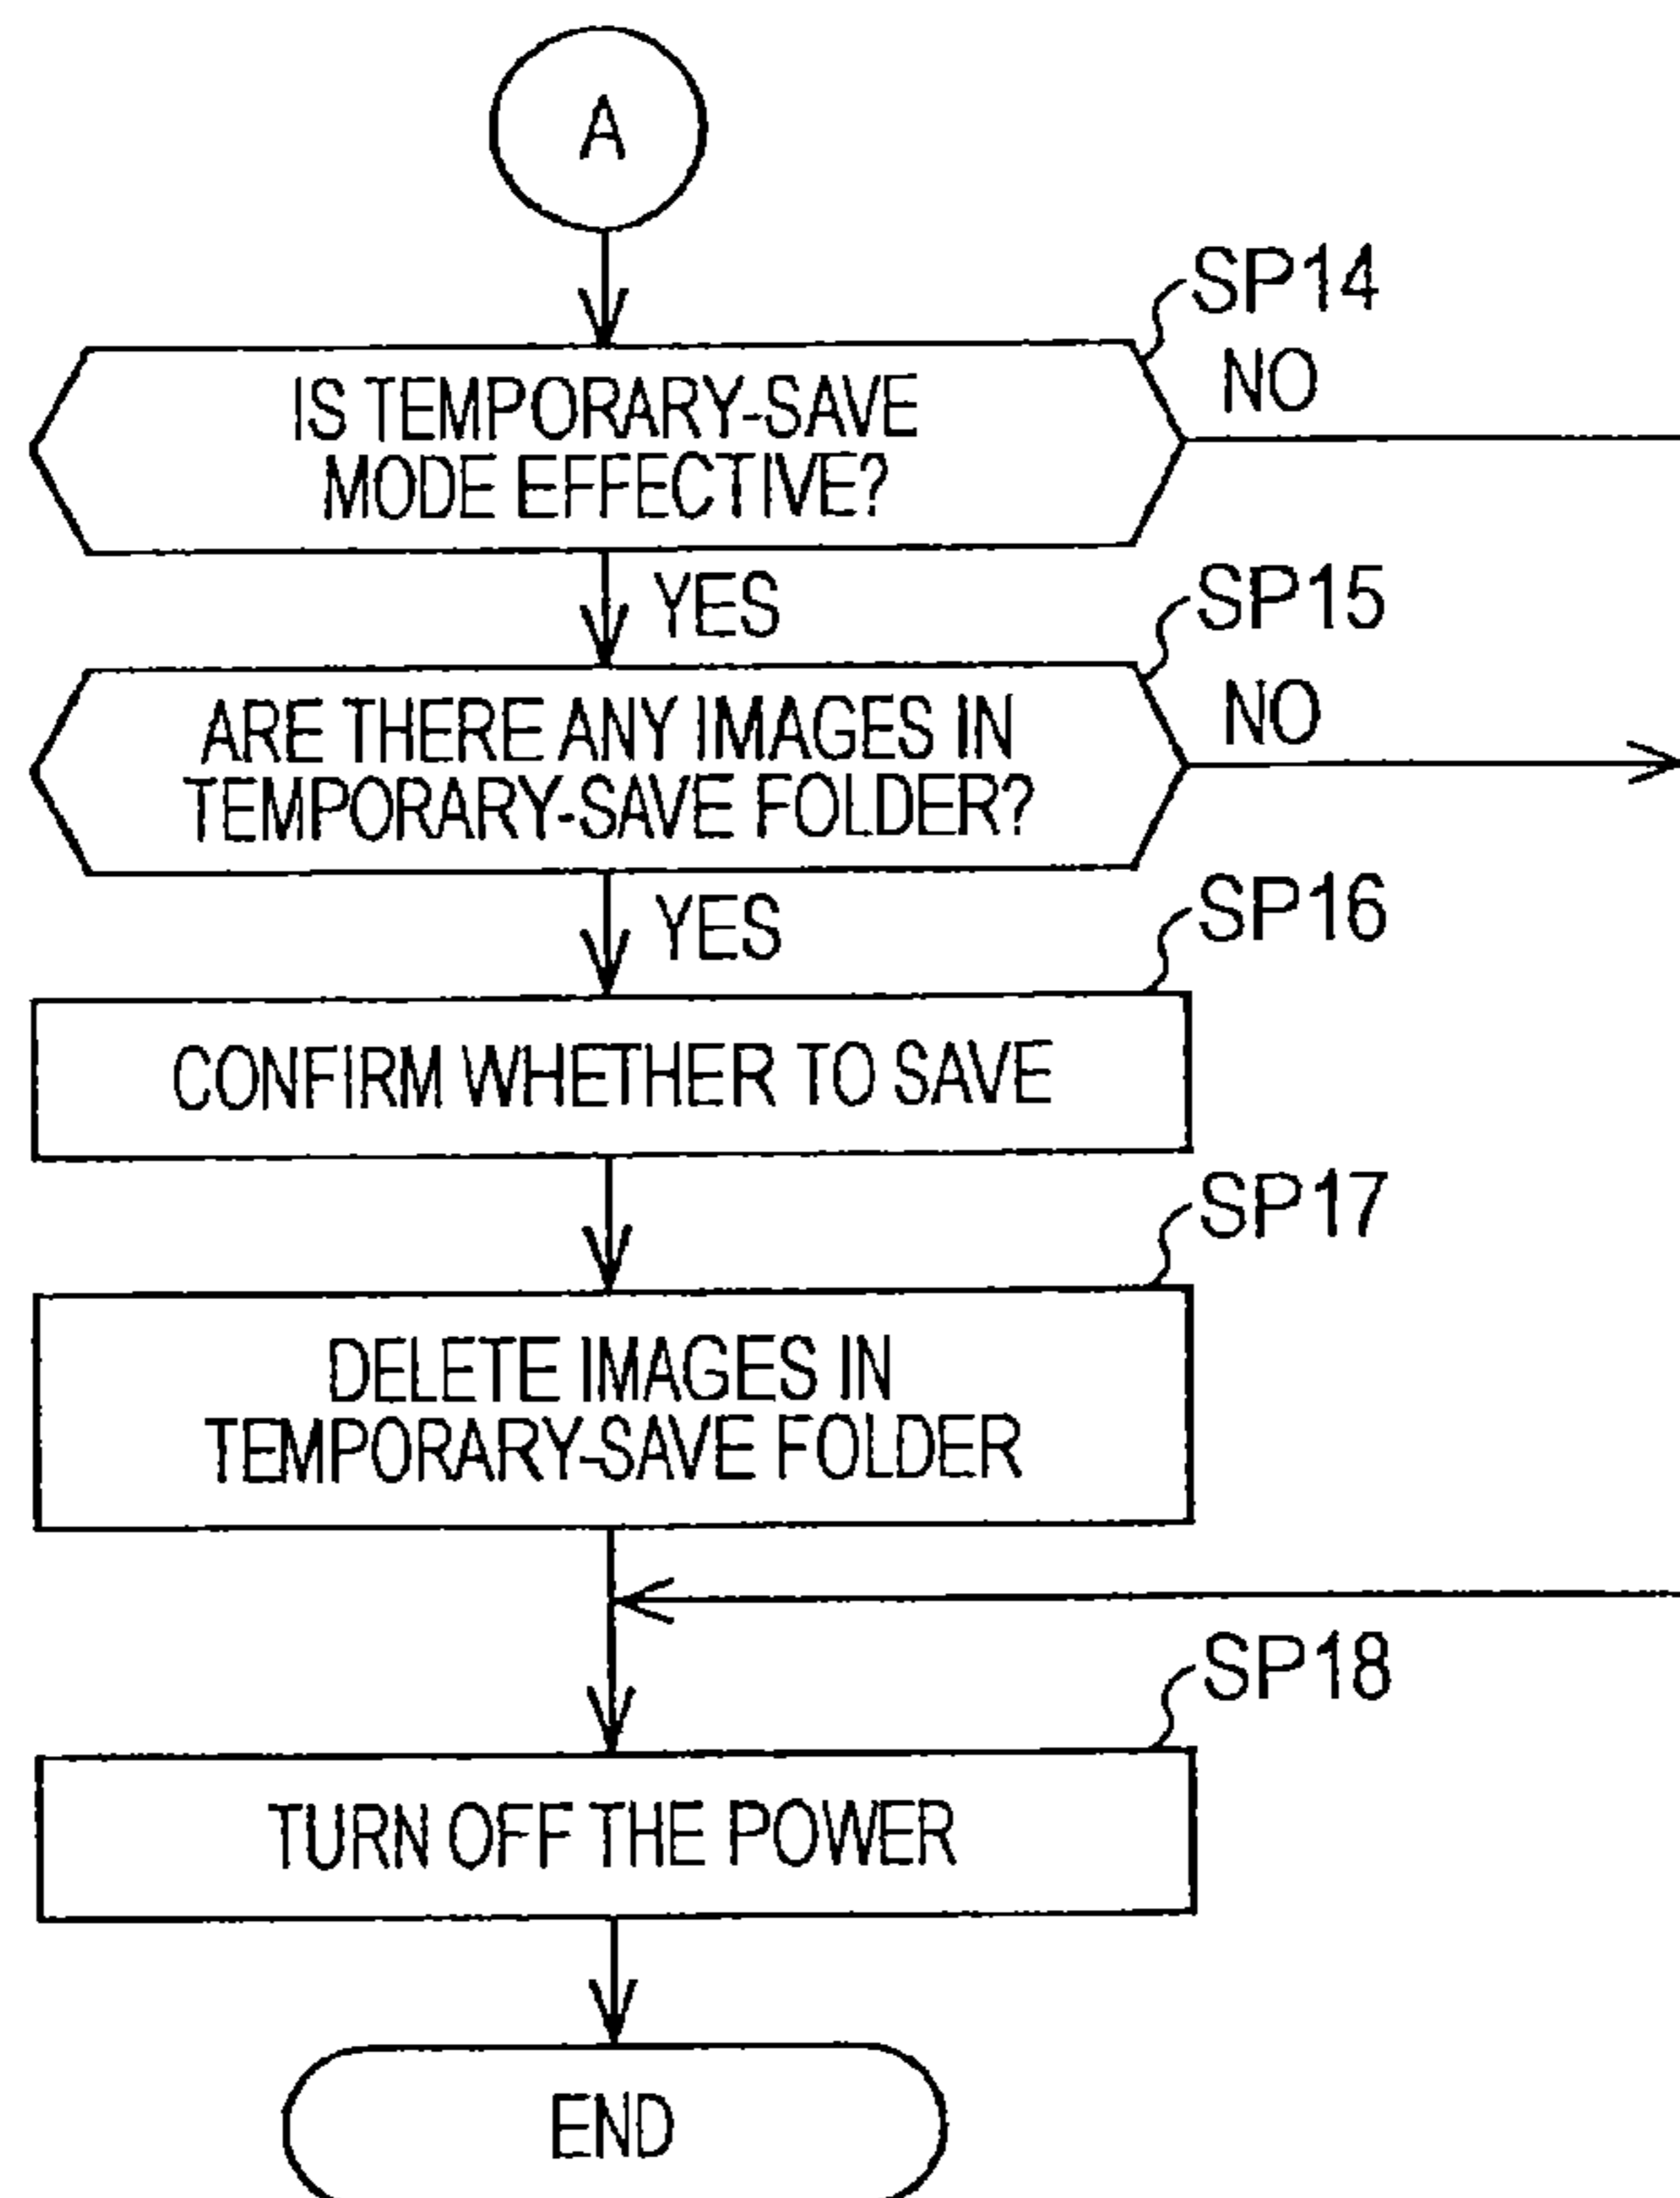 A
SP14
IS TEMPORARY-SAVE
MODE EFFECTIVE?
NO
YES
SP15
ARE THERE ANY IMAGES IN
TEMPORARY-SAVE FOLDER?
NO
YES
SP16
CONFIRM WHETHER TO SAVE
SP17
DELETE IMAGES IN
TEMPORARY-SAVE FOLDER
SP18
TURN OFF THE POWER
END